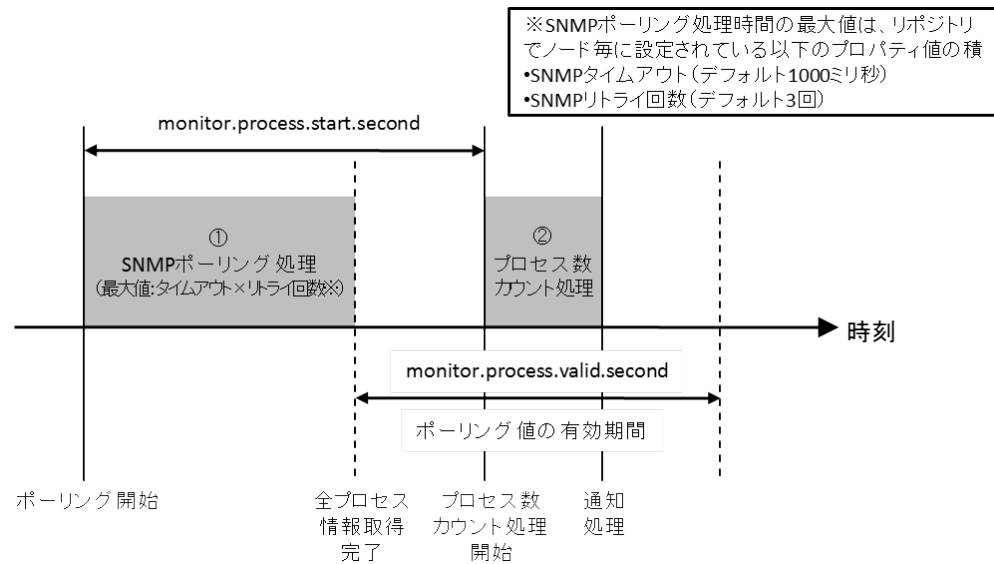 ※SNMPポーリング処理時間の最大値は、リポジトリ
でノード毎に設定されている以下のプロパティ値の積
•SNMPタイムアウト(デフォルト1000ミリ秒)
•SNMPリトライ回数(デフォルト3回)
monitor.process.start.second
①
SNMPポーリング処理
(最大値:タイムアウト×リトライ回数※)
②
プロセス数
カウント処理
時刻
monitor.process.valid.second
ポーリング値の有効期間
ポーリング開始
全プロセス
情報取得
完了
プロセス数
カウント処理
開始
通知
処理